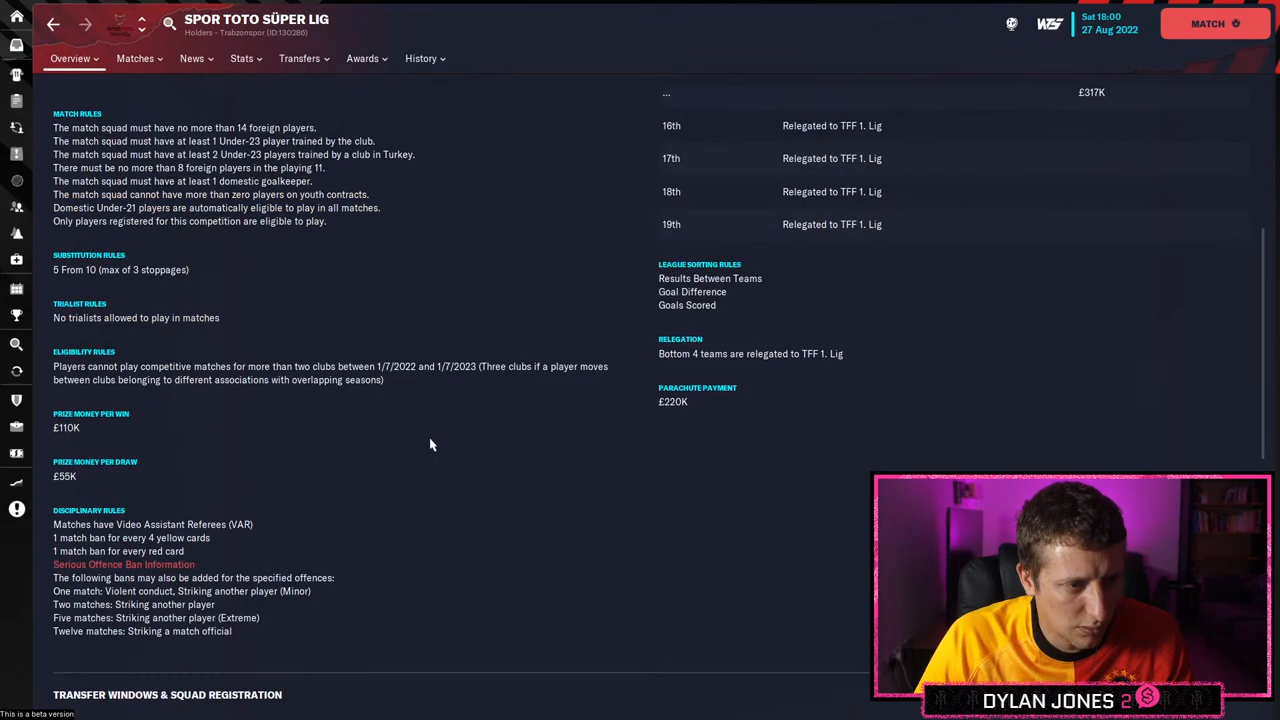 SPOR TOTO SÜPER LIG
Holders - Trabzonspor (ID:130286)
Sat 18:00
27 Aug 2022
MATCH
Overview
Matches
News
Stats
Transfers
Awards
History
MATCH RULES
The match squad must have no more than 14 foreign players.
The match squad must have at least 1 Under-23 player trained by the club.
The match squad must have at least 2 Under-23 players trained by a club in Turkey.
There must be no more than 8 foreign players in the playing 11.
The match squad must have at least 1 domestic goalkeeper.
The match squad cannot have more than zero players on youth contracts.
Domestic Under-21 players are automatically eligible to play in all matches.
Only players registered for this competition are eligible to play.
SUBSTITUTION RULES
5 From 10 (max of 3 stoppages)
TRIALIST RULES
No trialists allowed to play in matches
ELIGIBILITY RULES
Players cannot play competitive matches for more than two clubs between 1/7/2022 and 1/7/2023 (Three clubs if a player moves
between clubs belonging to different associations with overlapping seasons)
PRIZE MONEY PER WIN
£110K
PRIZE MONEY PER DRAW
£55K
DISCIPLINARY RULES
Matches have Video Assistant Referees (VAR)
1 match ban for every 4 yellow cards
1 match ban for every red card
Serious Offence Ban Information
The following bans may also be added for the specified offences:
One match: Violent conduct, Striking another player (Minor)
Two matches: Striking another player
Five matches: Striking another player (Extreme)
Twelve matches: Striking a match official
TRANSFER WINDOWS & SQUAD REGISTRATION
... £317K
16th Relegated to TFF 1. Lig
17th Relegated to TFF 1. Lig
18th Relegated to TFF 1. Lig
19th Relegated to TFF 1. Lig
LEAGUE SORTING RULES
Results Between Teams
Goal Difference
Goals Scored
RELEGATION
Bottom 4 teams are relegated to TFF 1. Lig
PARACHUTE PAYMENT
£220K
DYLAN JONES 2
This is a beta version